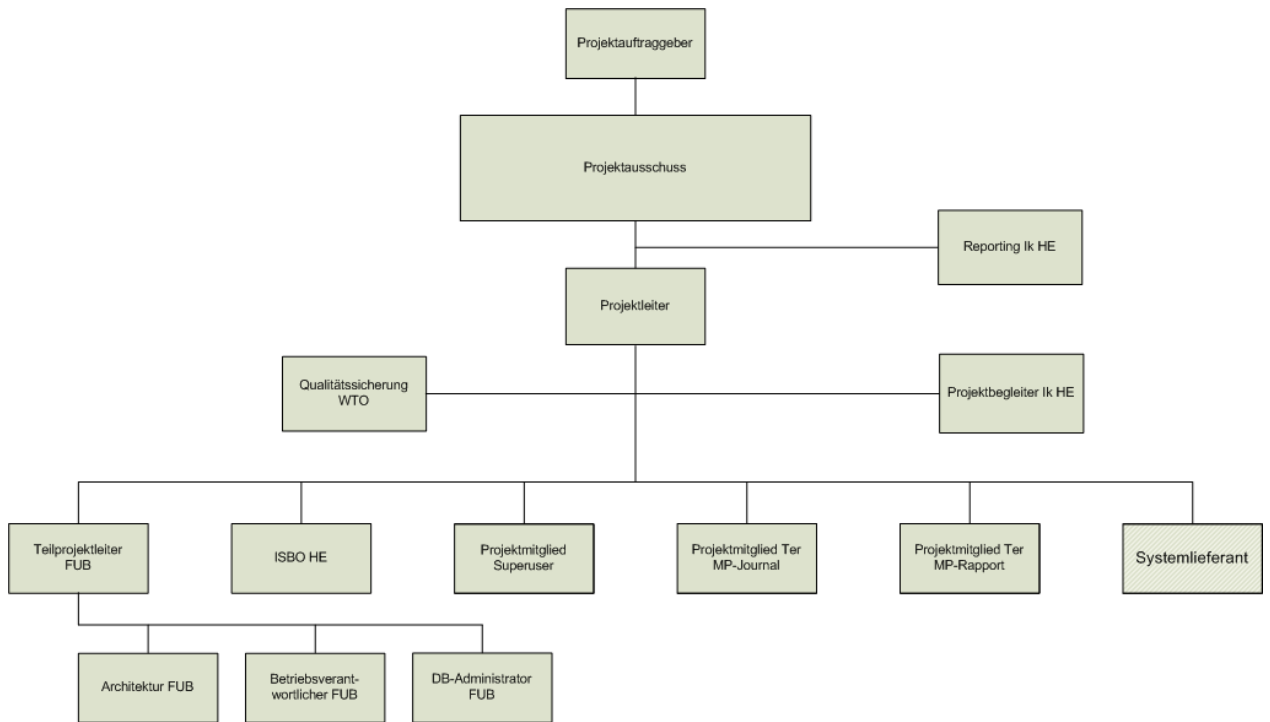 Projektauftraggeber
Projektausschuss
Reporting Ik HE
Projektleiter
Qualitätssicherung
WTO
Projektbegleiter Ik HE
Teilprojektleiter
FUB
ISBO HE
Projektmitglied
Superuser
Projektmitglied Ter
MP-Journal
Projektmitglied Ter
MP-Rapport
Systemlieferant
Architektur FUB
Betriebsverant-
wortlicher FUB
DB-Administrator
FUB